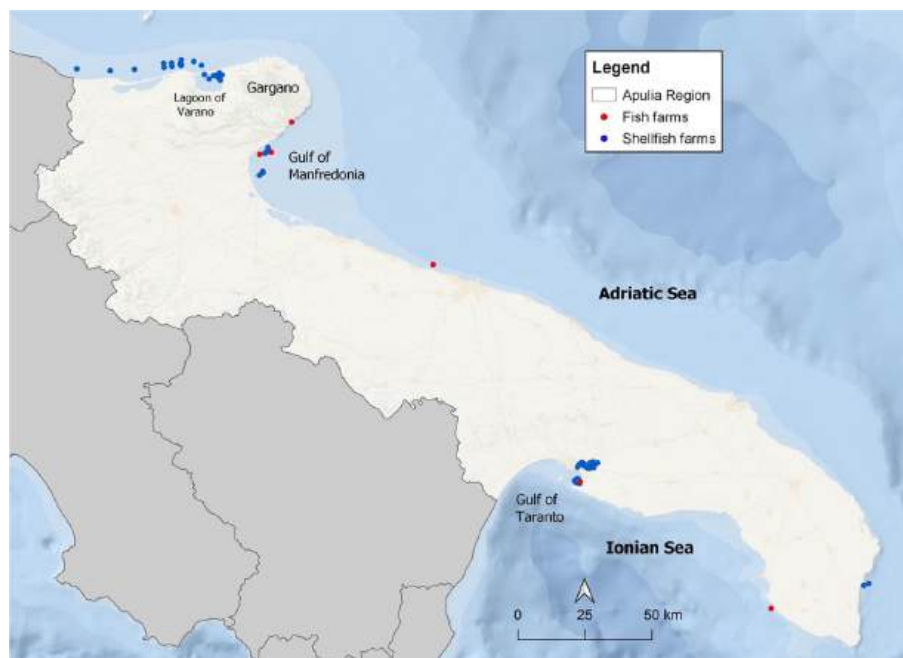 Legend
Apulia Region
Fish farms
Shellfish farms
Gargano
Lagoon of
Varano
Gulf of
Manfredonia
Adriatic Sea
Gulf of
Taranto
Ionian Sea
0 25 50 km